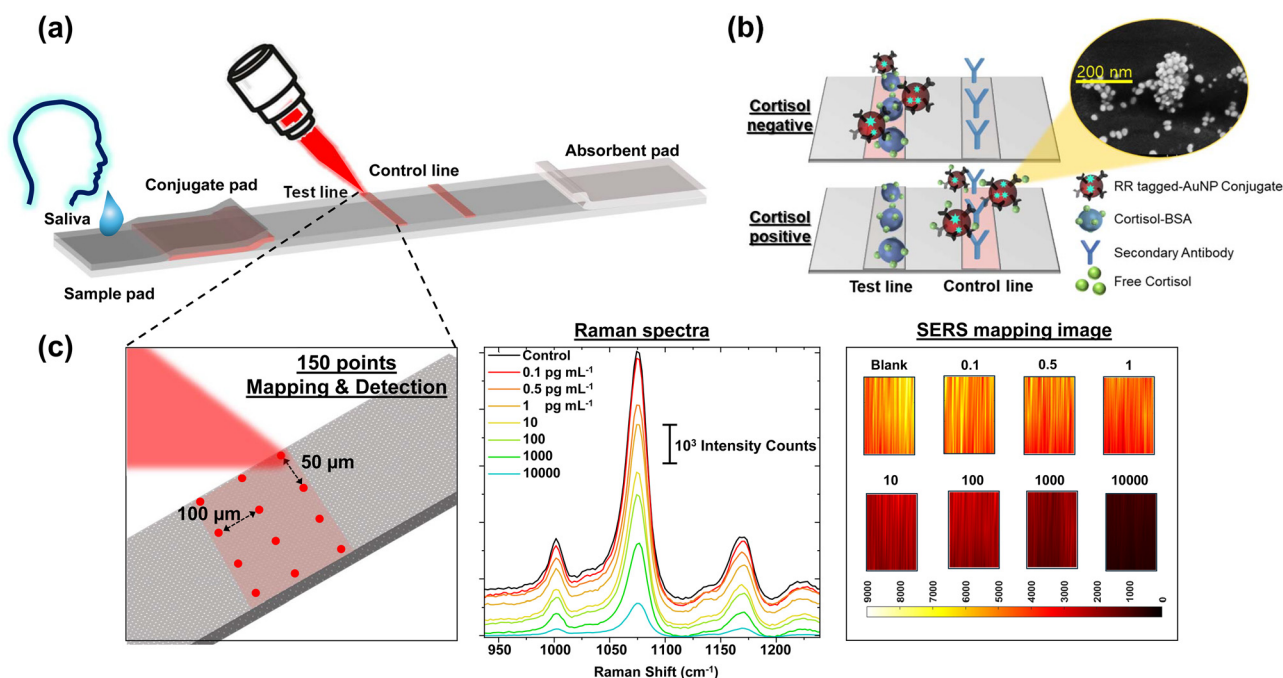 (a)
Saliva
Conjugate pad
Test line
Control line
Absorbent pad
Sample pad
(b)
Cortisol
negative
Cortisol
positive
200 nm
RR tagged-AuNP Conjugate
Cortisol-BSA
Secondary Antibody
Free Cortisol
Test line
Control line
(c)
150 points
Mapping & Detection
50 μm
100 μm
Raman spectra
Control
0.1 pg mL⁻¹
0.5 pg mL⁻¹
1 pg mL⁻¹
10
100
1000
10000
10³ Intensity Counts
950 1000 1050 1100 1150 1200
Raman Shift (cm⁻¹)
SERS mapping image
Blank 0.1 0.5 1
10 100 1000 10000
9000 8000 7000 6000 5000 4000 3000 2000 1000 0